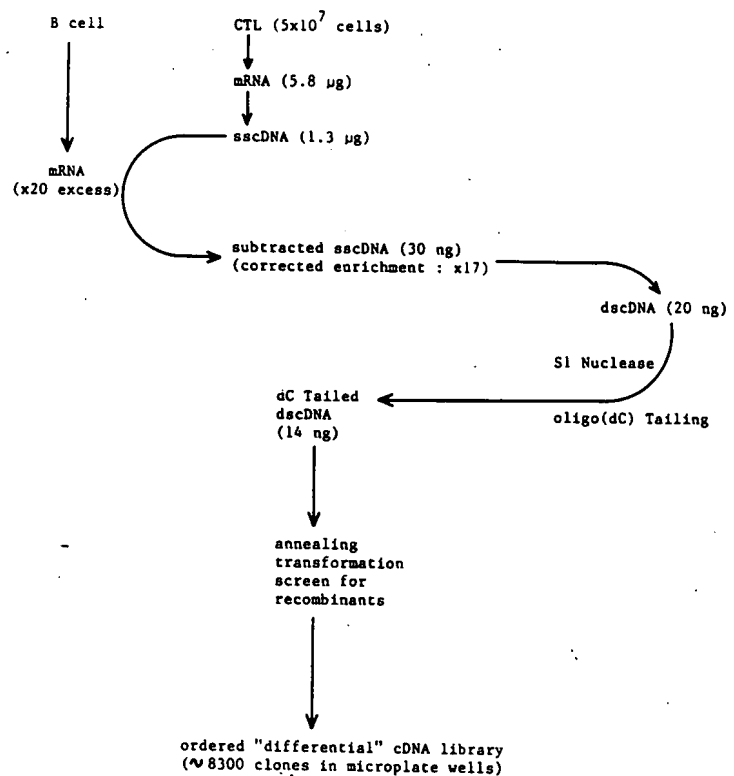 B cell
CTL (5x10⁷ cells)
mRNA (5.8 µg)
sscDNA (1.3 µg)
mRNA
(x20 excess)
subtracted sscDNA (30 ng)
(corrected enrichment : x17)
dscDNA (20 ng)
S1 Nuclease
oligo(dC) Tailing
dC Tailed
dscDNA
(14 ng)
annealing
transformation
screen for
recombinants
ordered "differential" cDNA library
(~8300 clones in microplate wells)